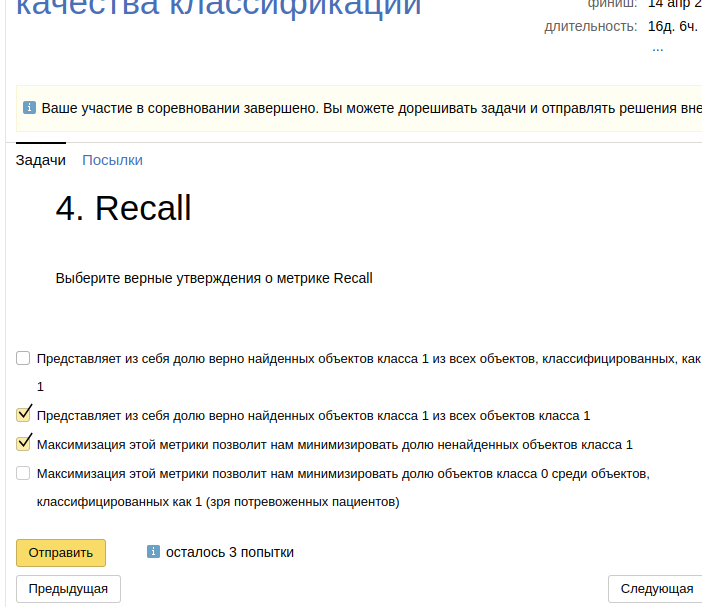 качества классификации
финиш: 14 апр 2
длительность: 16д. 6ч.
...
Ваше участие в соревновании завершено. Вы можете дорешивать задачи и отправлять решения вне
Задачи Посылки
4. Recall
Выберите верные утверждения о метрике Recall
Представляет из себя долю верно найденных объектов класса 1 из всех объектов, классифицированных, как
1
Представляет из себя долю верно найденных объектов класса 1 из всех объектов класса 1
Максимизация этой метрики позволит нам минимизировать долю ненайденных объектов класса 1
Максимизация этой метрики позволит нам минимизировать долю объектов класса 0 среди объектов,
классифицированных как 1 (зря потревоженных пациентов)
Отправить осталось 3 попытки
Предыдущая Следующая